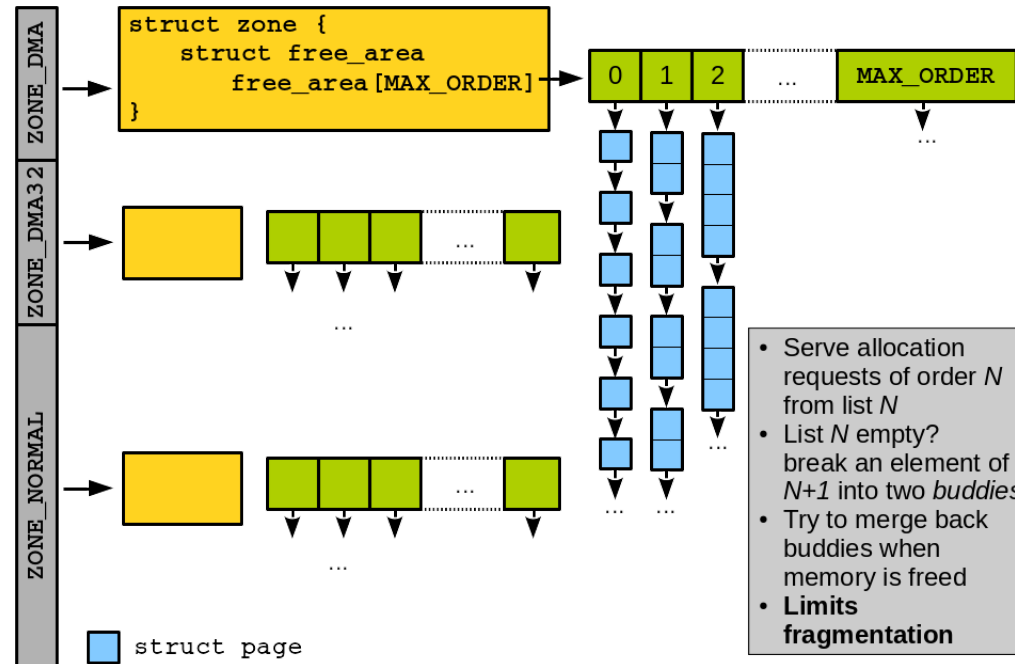 ZONE_DMA
struct zone {
struct free_area
free_area[MAX_ORDER]
}
0 1 2 ... MAX_ORDER
...
ZONE_DMA32
...
...
ZONE_NORMAL
...
...
... ... ...
• Serve allocation
requests of order N
from list N
• List N empty?
break an element of
N+1 into two buddies
• Try to merge back
buddies when
memory is freed
• Limits
fragmentation
struct page